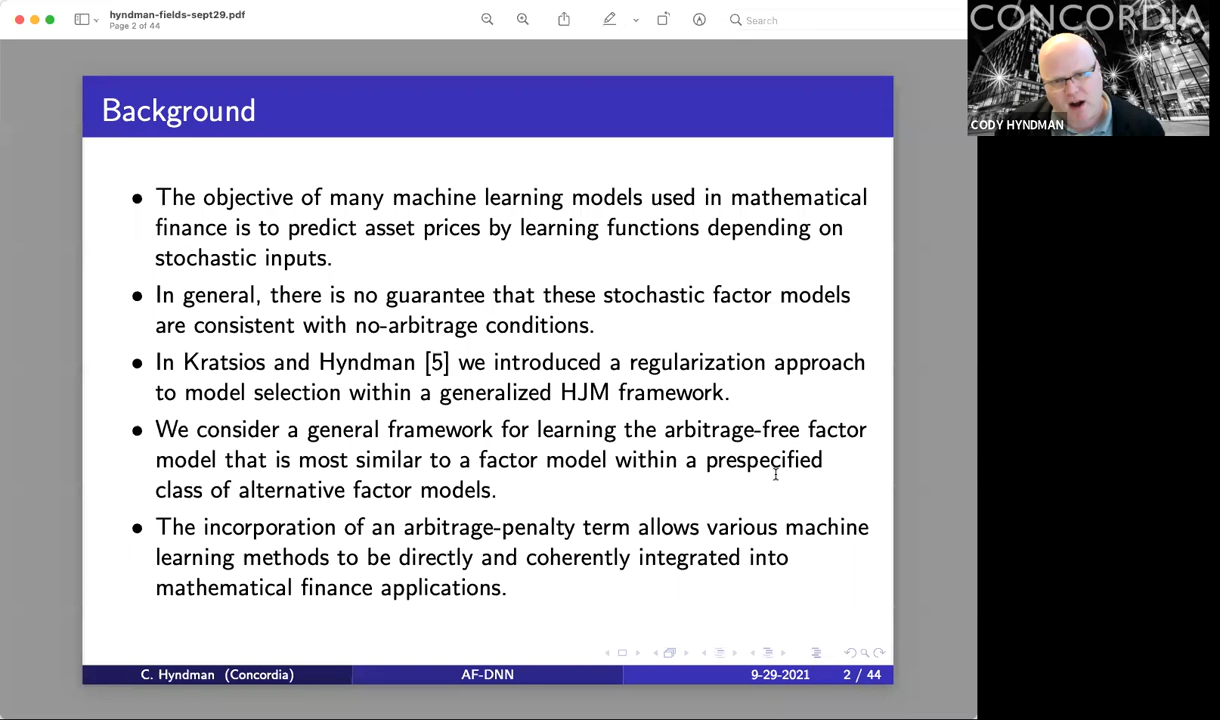 hyndman-fields-sept29.pdf
Page 2 of 44
Search
CONCORDIA
CODY HYNDMAN
Background
• The objective of many machine learning models used in mathematical
finance is to predict asset prices by learning functions depending on
stochastic inputs.
• In general, there is no guarantee that these stochastic factor models
are consistent with no-arbitrage conditions.
• In Kratsios and Hyndman [5] we introduced a regularization approach
to model selection within a generalized HJM framework.
• We consider a general framework for learning the arbitrage-free factor
model that is most similar to a factor model within a prespecified
class of alternative factor models.
• The incorporation of an arbitrage-penalty term allows various machine
learning methods to be directly and coherently integrated into
mathematical finance applications.
C. Hyndman (Concordia) AF-DNN 9-29-2021 2 / 44